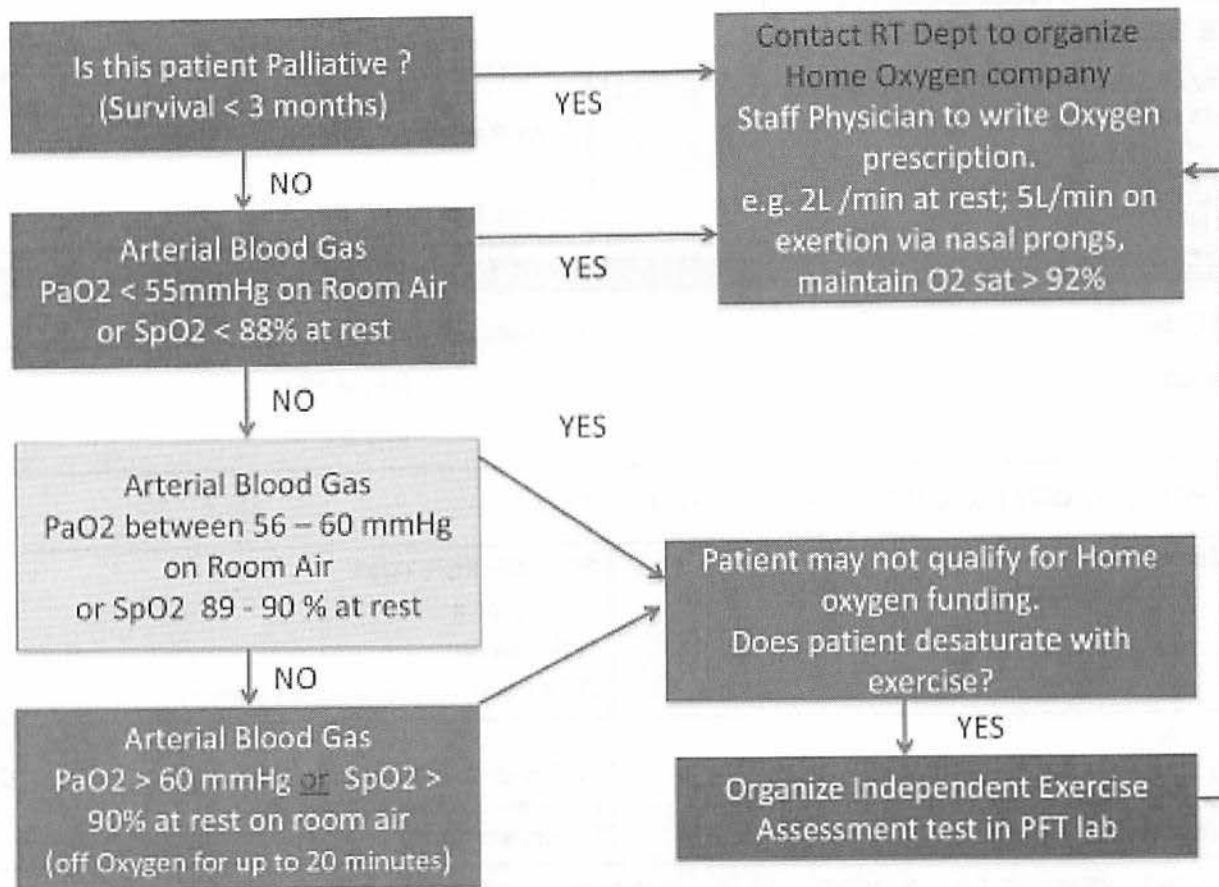 Is this patient Palliative ?
(Survival < 3 months)
YES
Contact RT Dept to organize
Home Oxygen company
Staff Physician to write Oxygen
prescription.
e.g. 2L /min at rest; 5L/min on
exertion via nasal prongs,
maintain O2 sat > 92%
NO
Arterial Blood Gas
PaO2 < 55mmHg on Room Air
or SpO2 < 88% at rest
YES
NO
YES
Arterial Blood Gas
PaO2 between 56 – 60 mmHg
on Room Air
or SpO2 89 - 90 % at rest
Patient may not qualify for Home
oxygen funding.
Does patient desaturate with
exercise?
NO
YES
Arterial Blood Gas
PaO2 > 60 mmHg or SpO2 >
90% at rest on room air
(off Oxygen for up to 20 minutes)
Organize Independent Exercise
Assessment test in PFT lab